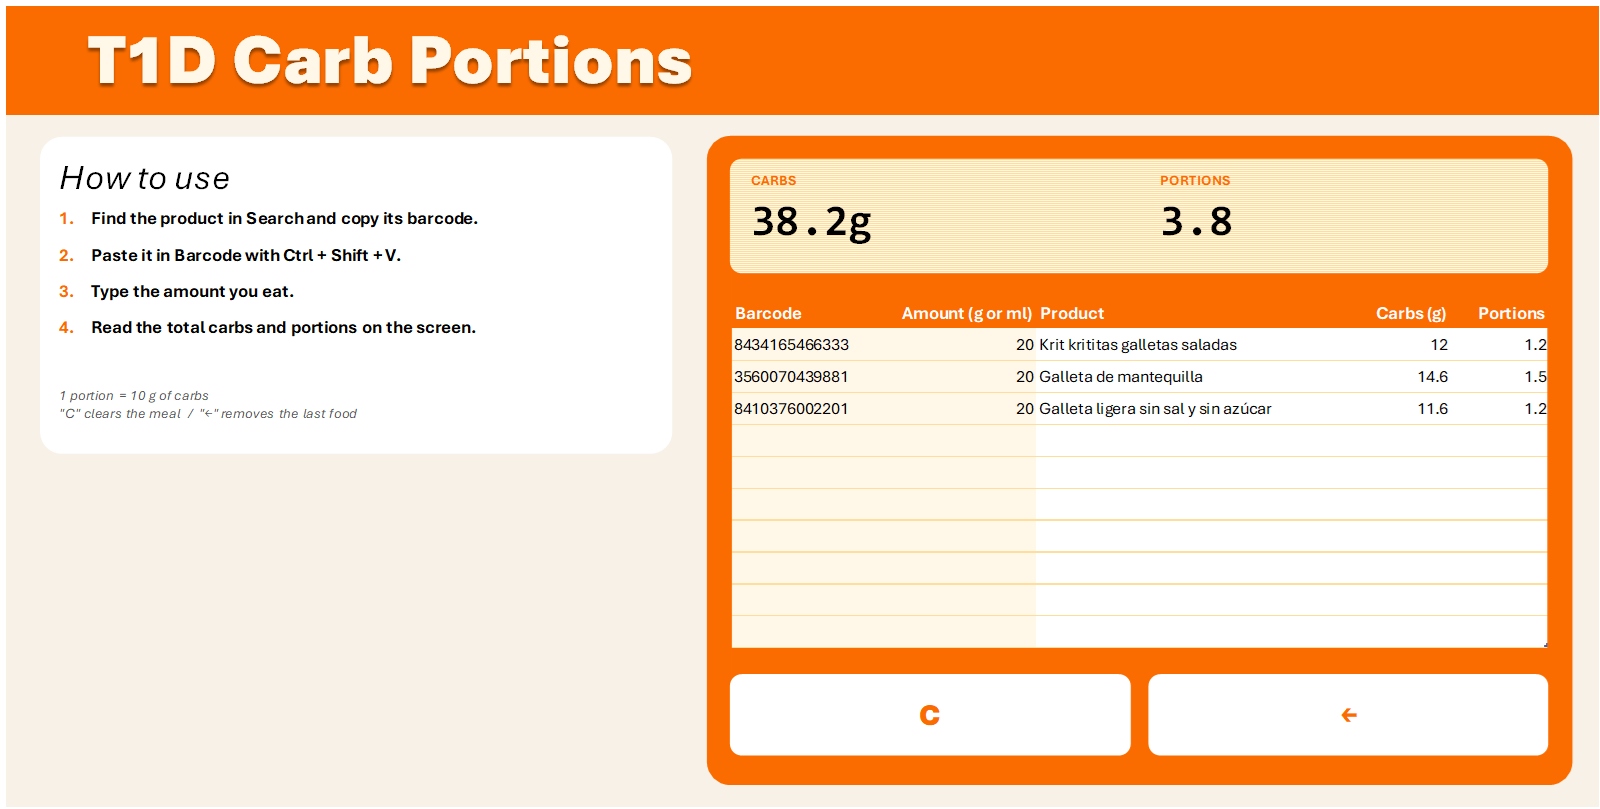 T1D Carb Portions
How to use
1. Find the product in Search and copy its barcode.
2. Paste it in Barcode with Ctrl + Shift + V.
3. Type the amount you eat.
4. Read the total carbs and portions on the screen.
1 portion = 10 g of carbs
"C" clears the meal / "←" removes the last food
CARBS PORTIONS
38.2g 3.8
Barcode Amount (g or ml) Product Carbs (g) Portions
8434165466333 20 Krit krititas galletas saladas 12 1.2
3560070439881 20 Galleta de mantequilla 14.6 1.5
8410376002201 20 Galleta ligera sin sal y sin azúcar 11.6 1.2
C ←